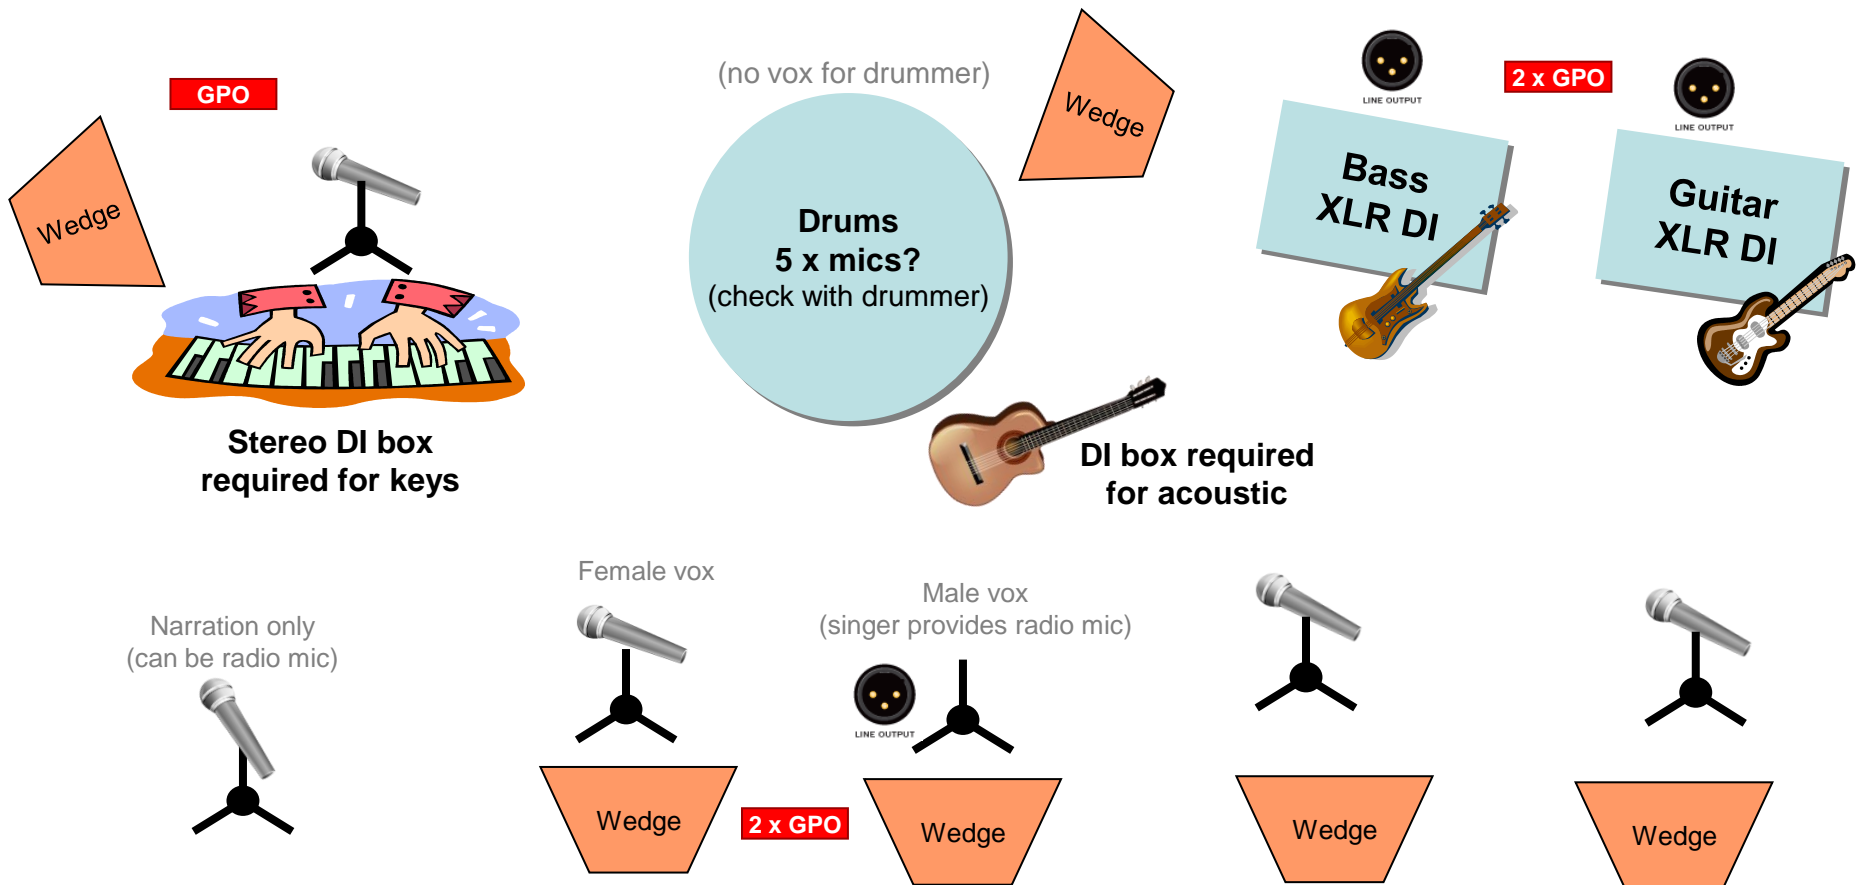 (no vox for drummer)
GPO
Wedge
Wedge
LINE OUTPUT
2 x GPO
LINE OUTPUT
Drums
5 x mics?
(check with drummer)
Bass
XLR DI
Guitar
XLR DI
Stereo DI box
required for keys
DI box required
for acoustic
Narration only
(can be radio mic)
Female vox
Male vox
(singer provides radio mic)
LINE OUTPUT
Wedge
2 x GPO
Wedge
Wedge
Wedge